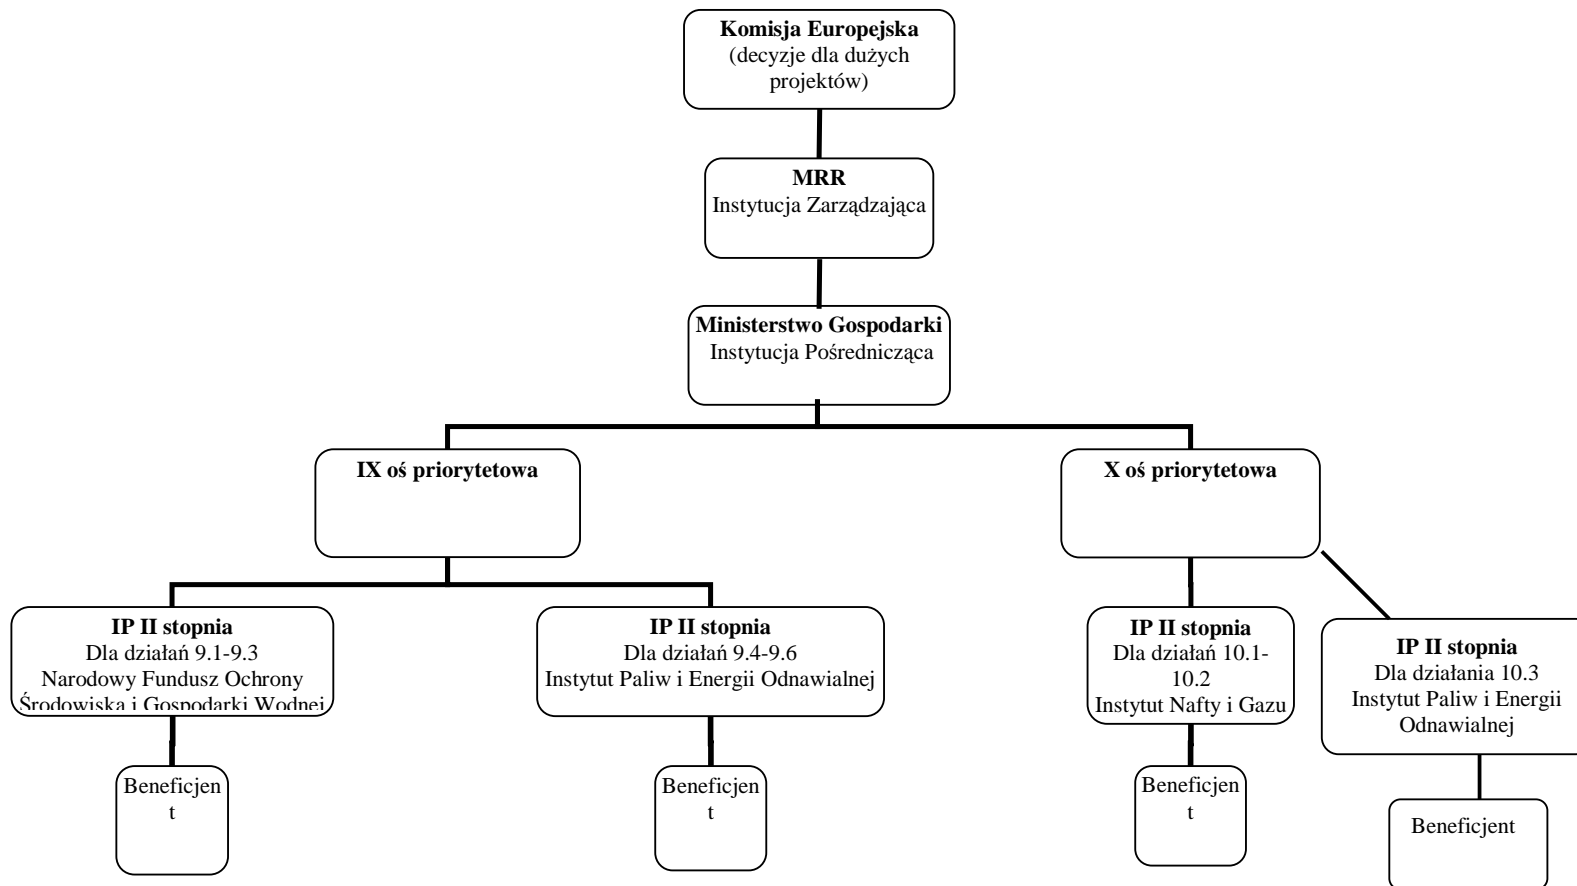 Komisja Europejska
(decyzje dla dużych
projektów)
MRR
Instytucja Zarządzająca
Ministerstwo Gospodarki
Instytucja Pośrednicząca
IX oś priorytetowa
X oś priorytetowa
IP II stopnia
Dla działań 9.1-9.3
Narodowy Fundusz Ochrony
Środowiska i Gospodarki Wodnej
IP II stopnia
Dla działań 9.4-9.6
Instytut Paliw i Energii Odnawialnej
IP II stopnia
Dla działań 10.1-
10.2
Instytut Nafty i Gazu
IP II stopnia
Dla działania 10.3
Instytut Paliw i Energii
Odnawialnej
Beneficjen
t
Beneficjen
t
Beneficjen
t
Beneficjent